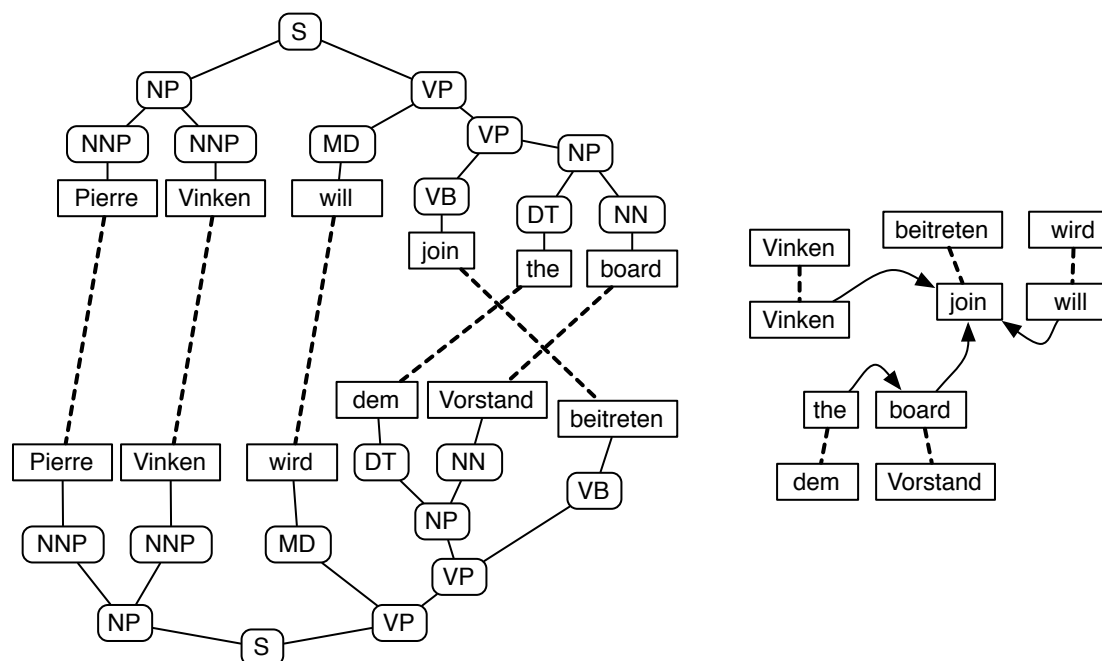 S
NP VP
NNP NNP MD VP NP
Pierre Vinken will VB DT NN
join the board
dem Vorstand beitreten
Pierre Vinken wird DT NN VB
NNP NNP MD NP
VP
NP VP
S
beitreten wird
Vinken
Vinken join will
the board
dem Vorstand